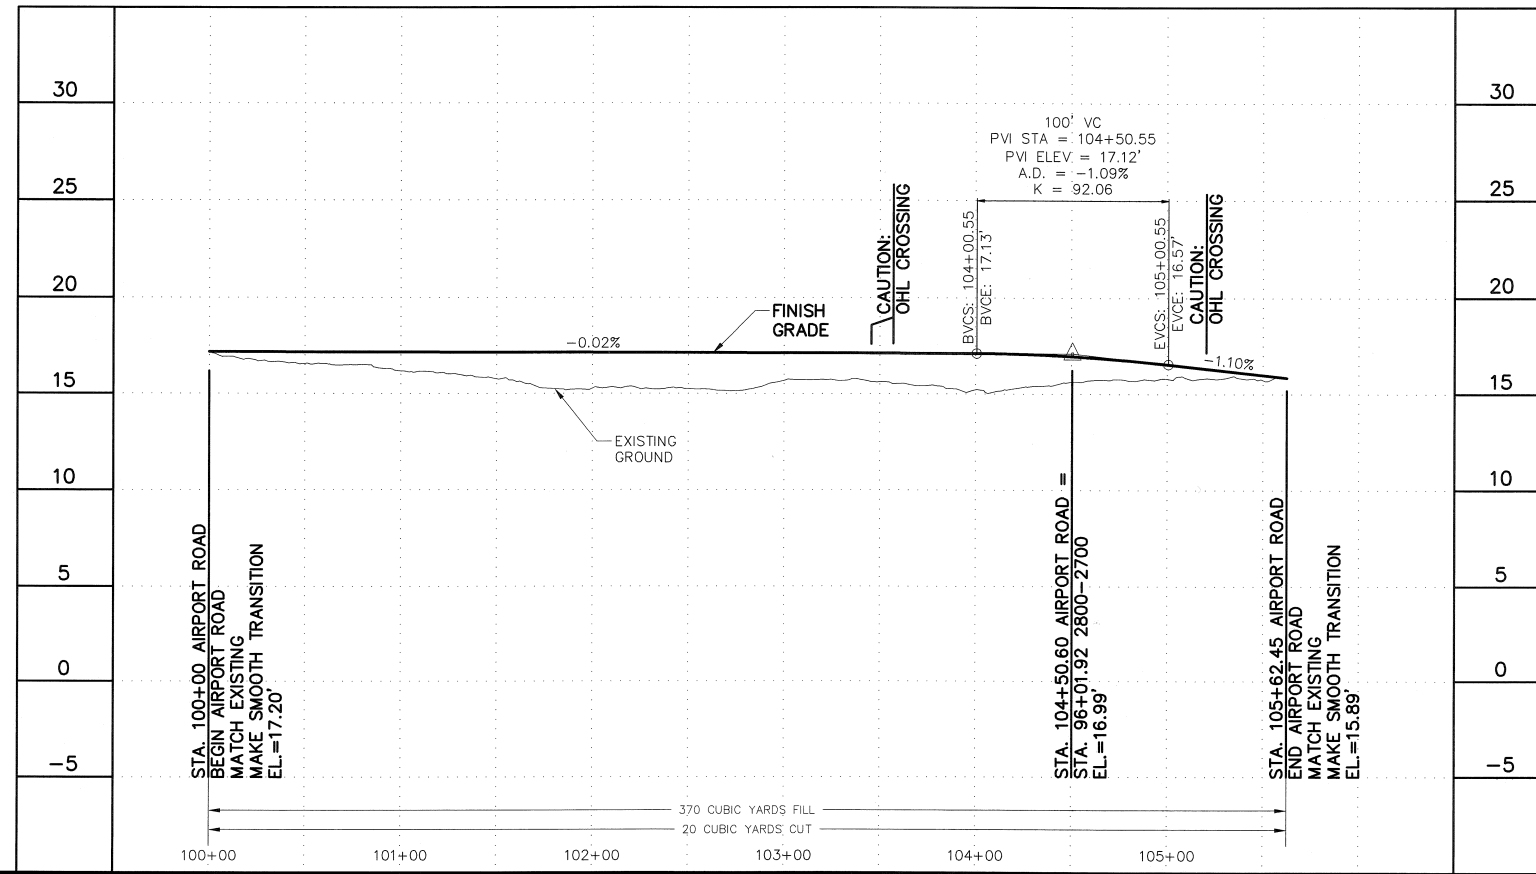 30
25
20
15
10
5
0
-5
100' VC
PVI STA = 104+50.55
PVI ELEV = 17.12'
A.D. = -1.09%
K = 92.06
CAUTION:
OHL CROSSING
BVCS: 104+00.55
BVCE: 17.13'
EVCS: 105+00.55
EVCE: 16.57'
CAUTION:
OHL CROSSING
FINISH
GRADE
-0.02%
-1.10%
EXISTING
GROUND
STA. 100+00 AIRPORT ROAD
BEGIN AIRPORT ROAD
MATCH EXISTING
MAKE SMOOTH TRANSITION
EL.=17.20'
STA. 104+50.60 AIRPORT ROAD =
STA. 96+01.92 2800-2700
EL.=16.99'
STA. 105+62.45 AIRPORT ROAD
END AIRPORT ROAD
MATCH EXISTING
MAKE SMOOTH TRANSITION
EL.=15.89'
30
25
20
15
10
5
0
-5
370 CUBIC YARDS FILL
20 CUBIC YARDS CUT
100+00
101+00
102+00
103+00
104+00
105+00